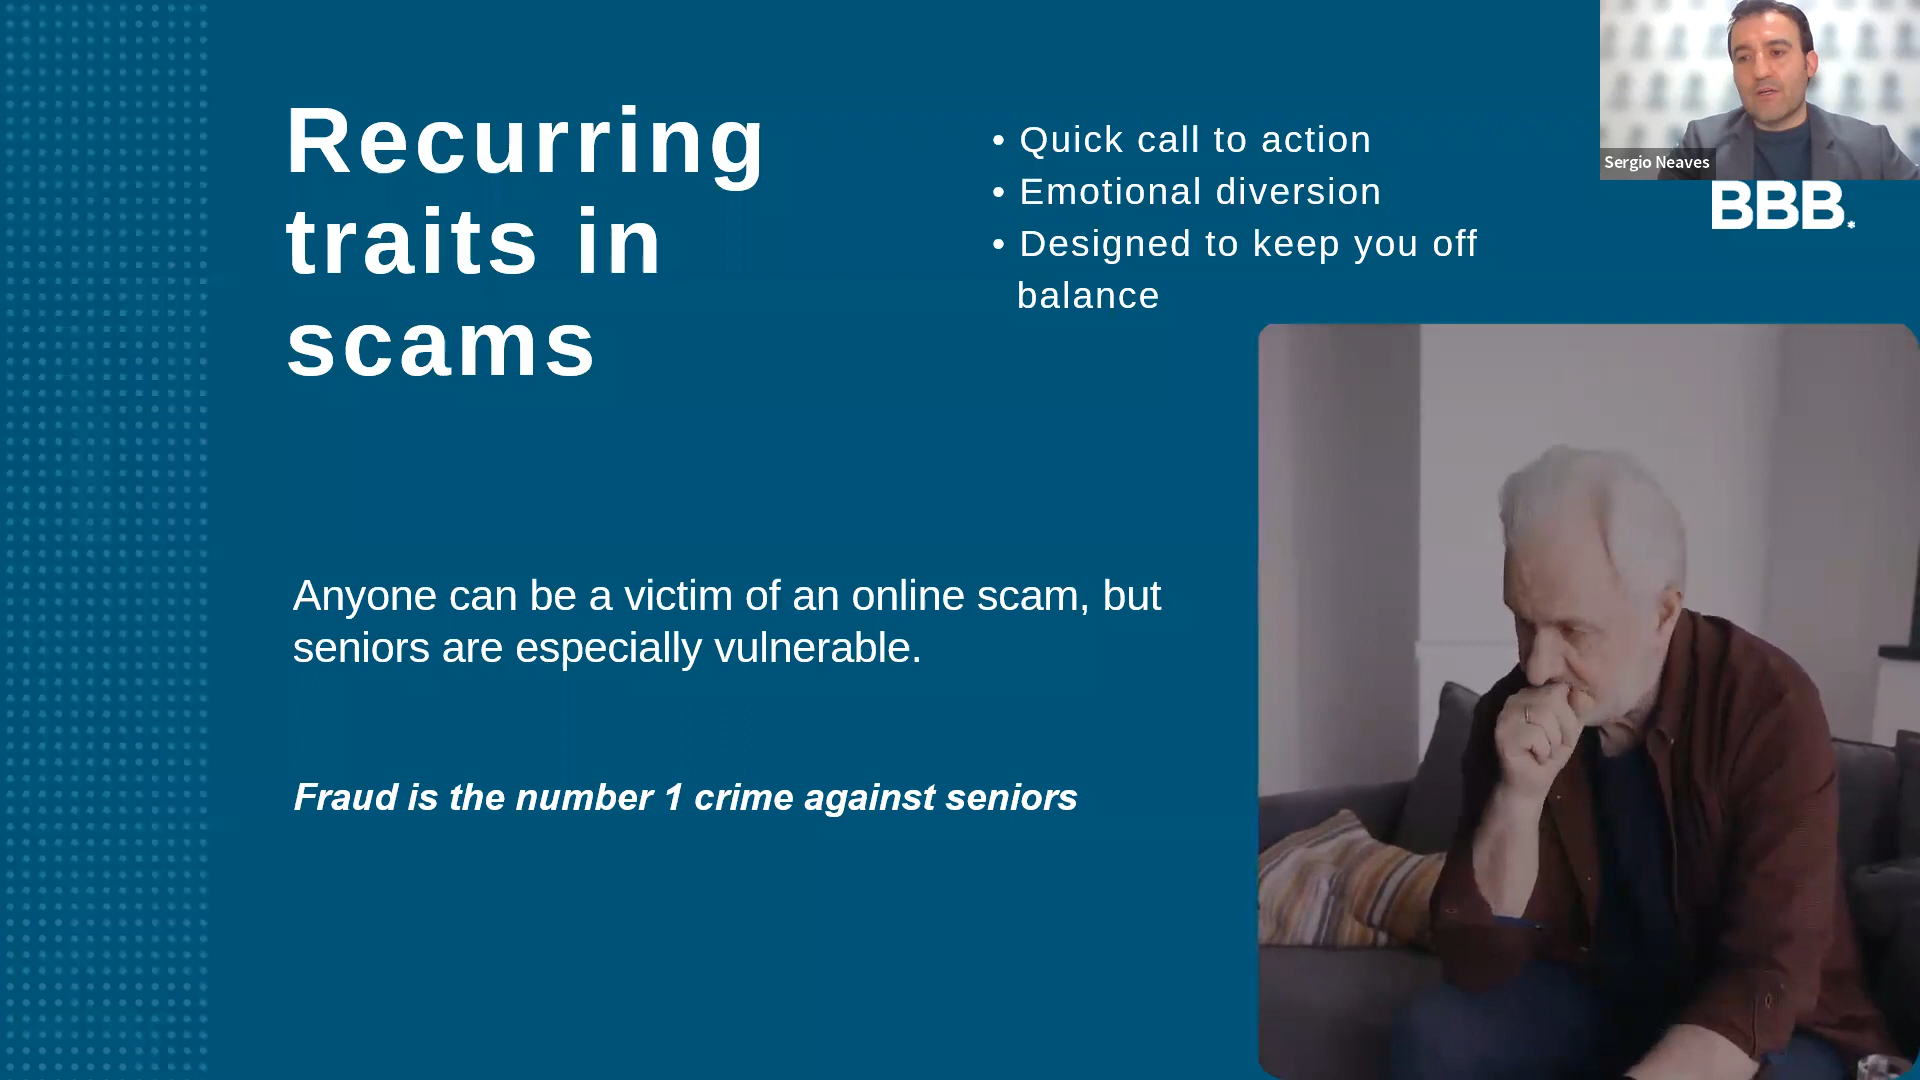 Recurring
traits in
scams
• Quick call to action
• Emotional diversion
• Designed to keep you off
balance
Sergio Neaves
BBB.
Anyone can be a victim of an online scam, but
seniors are especially vulnerable.
Fraud is the number 1 crime against seniors